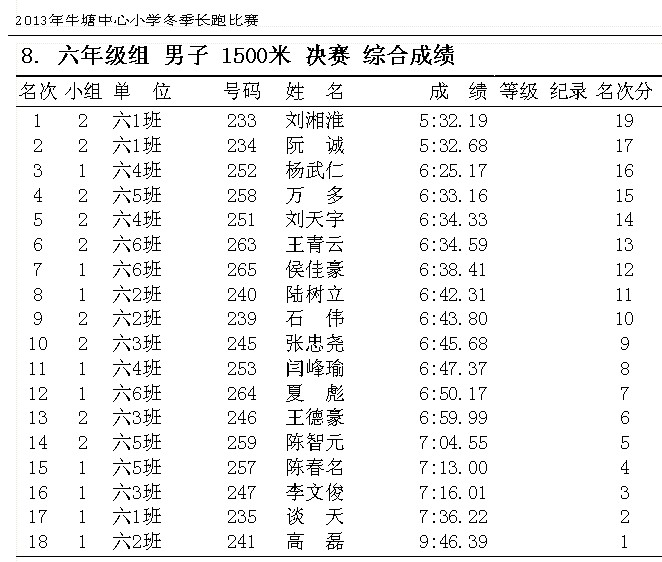 2013年牛塘中心小学冬季长跑比赛
8. 六年级组 男子 1500米 决赛 综合成绩
名次 小组 单 位 号码 姓 名 成 绩 等级 纪录 名次分
1 2 六1班 233 刘湘淮 5:32.19 19
2 2 六1班 234 阮 诚 5:32.68 17
3 1 六4班 252 杨武仁 6:25.17 16
4 2 六5班 258 万 多 6:33.16 15
5 2 六4班 251 刘天宇 6:34.33 14
6 2 六6班 263 王青云 6:34.59 13
7 1 六6班 265 侯佳豪 6:38.41 12
8 1 六2班 240 陆树立 6:42.31 11
9 2 六2班 239 石 伟 6:43.80 10
10 2 六3班 245 张忠尧 6:45.68 9
11 1 六4班 253 闫峰瑜 6:47.37 8
12 1 六6班 264 夏 彪 6:50.17 7
13 2 六3班 246 王德豪 6:59.99 6
14 2 六5班 259 陈智元 7:04.55 5
15 1 六5班 257 陈春名 7:13.00 4
16 1 六3班 247 李文俊 7:16.01 3
17 1 六1班 235 谈 天 7:36.22 2
18 1 六2班 241 高 磊 9:46.39 1